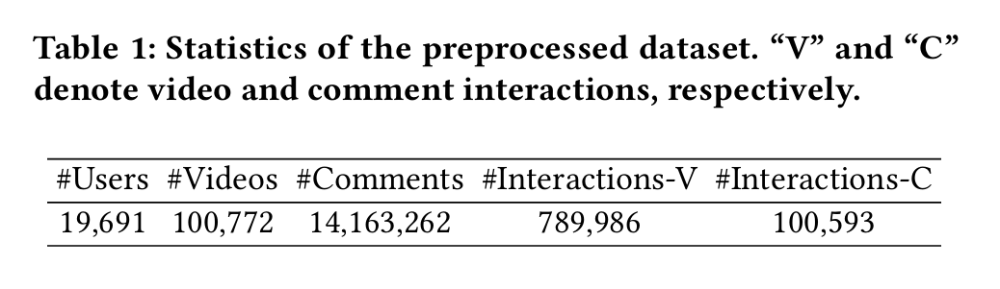 Table 1: Statistics of the preprocessed dataset. “V” and “C”
denote video and comment interactions, respectively.
#Users #Videos #Comments #Interactions-V #Interactions-C
19,691 100,772 14,163,262 789,986 100,593